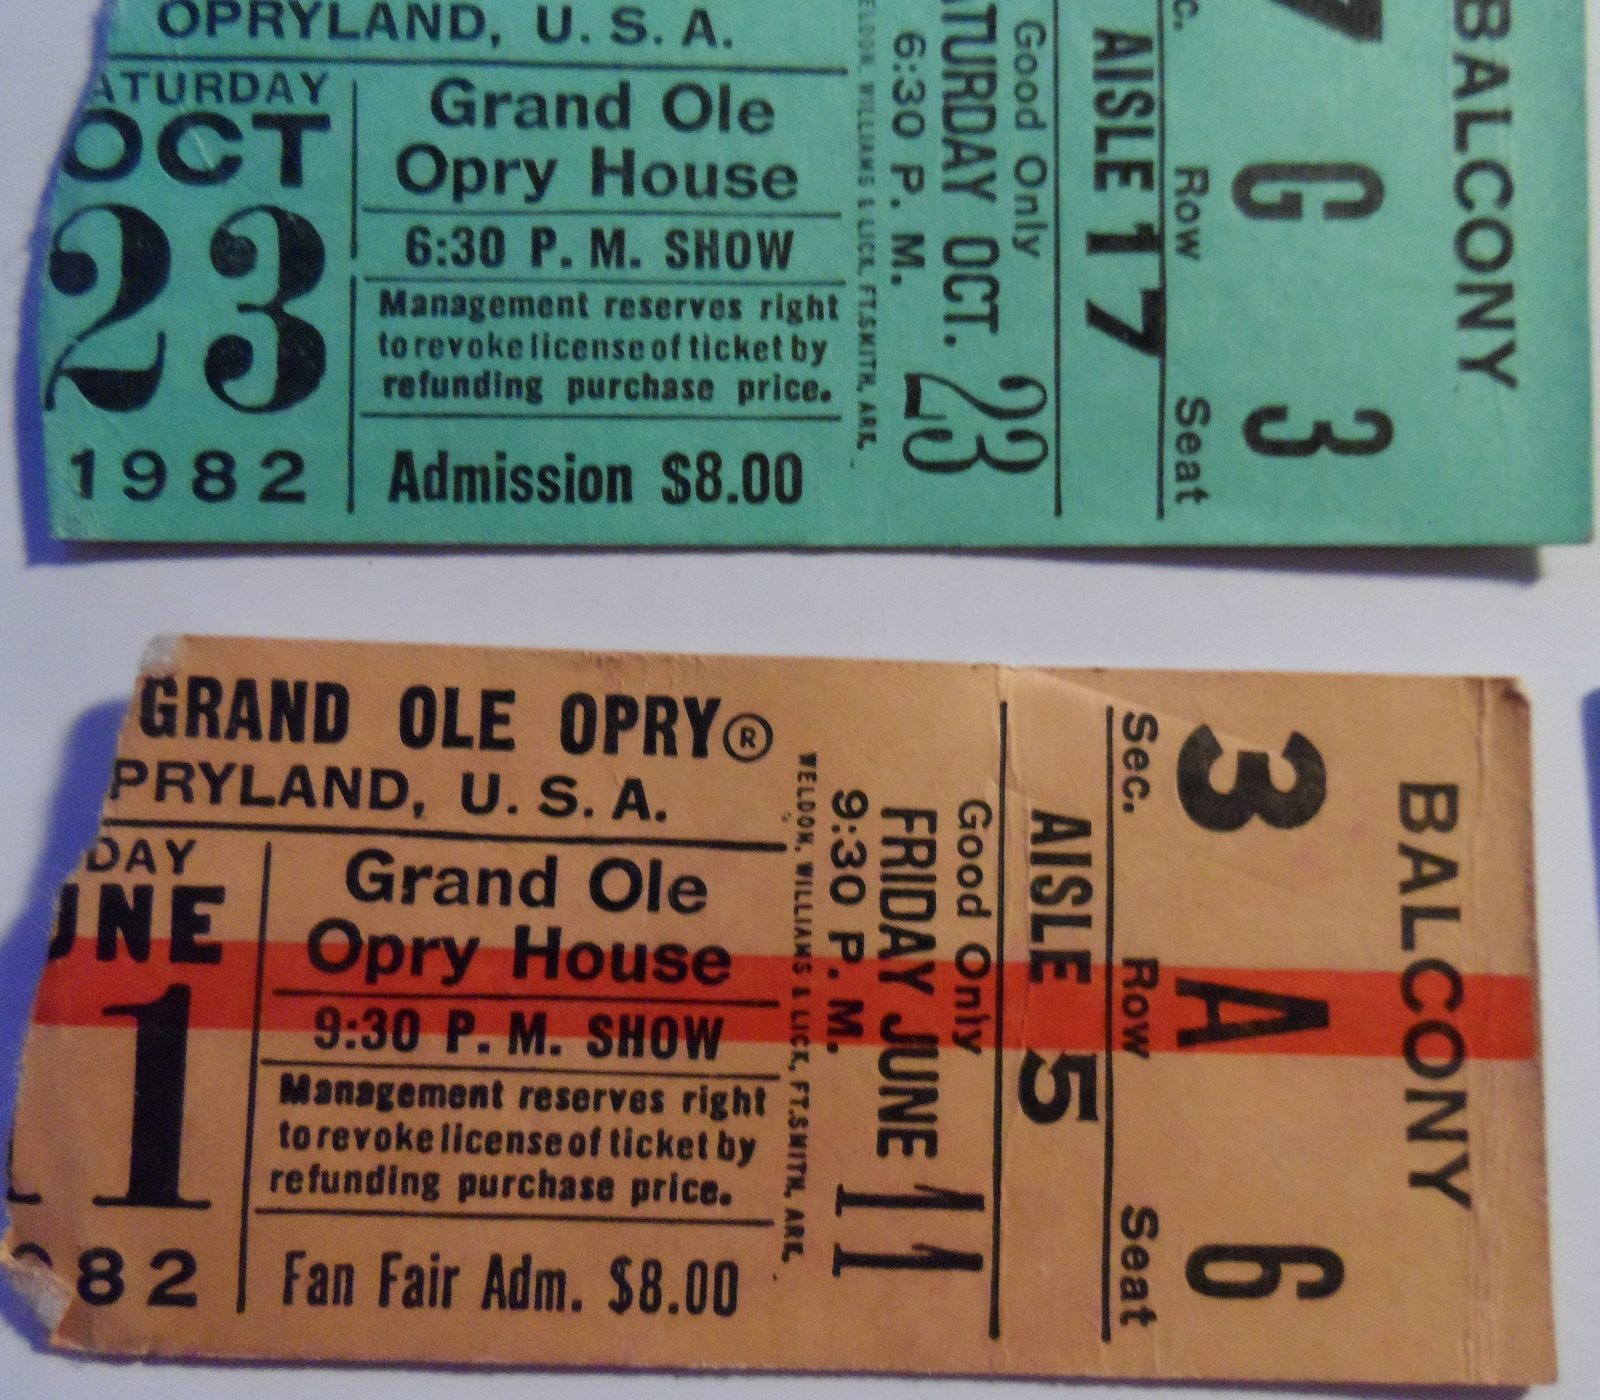 OPRYLAND, U. S. A.
ATURDAY
OCT
23
1982
Grand Ole
Opry House
6:30 P. M. SHOW
Management reserves right
to revoke license of ticket by
refunding purchase price.
Admission $8.00
ELDON, WILLIAMS & LICK, FT.SMITH, ARK.
6:30 P. M.
ATURDAY OCT. 23
Good Only
AISLE 17
c. Row Seat
7 G 3
BALCONY
GRAND OLE OPRY®
PRYLAND, U. S. A.
DAY
UNE
11
82
Grand Ole
Opry House
9:30 P. M. SHOW
Management reserves right
to revoke license of ticket by
refunding purchase price.
Fan Fair Adm. $8.00
WELDON, WILLIAMS & LICK, FT.SMITH, ARK.
9:30 P. M.
FRIDAY JUNE 11
Good Only
AISLE 5
Sec. Row Seat
3 A 6
BALCONY